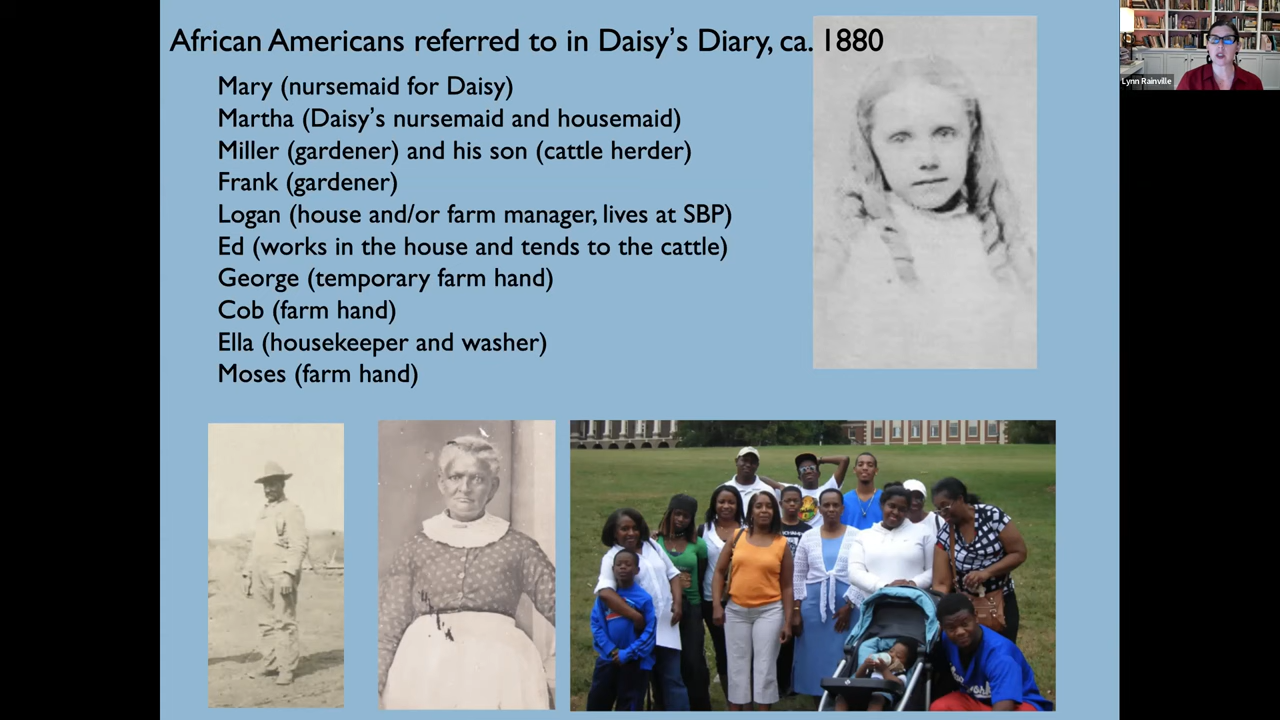 African Americans referred to in Daisy's Diary, ca. 1880
Mary (nursemaid for Daisy)
Martha (Daisy's nursemaid and housemaid)
Miller (gardener) and his son (cattle herder)
Frank (gardener)
Logan (house and/or farm manager, lives at SBP)
Ed (works in the house and tends to the cattle)
George (temporary farm hand)
Cob (farm hand)
Ella (housekeeper and washer)
Moses (farm hand)
Lynn Rainville